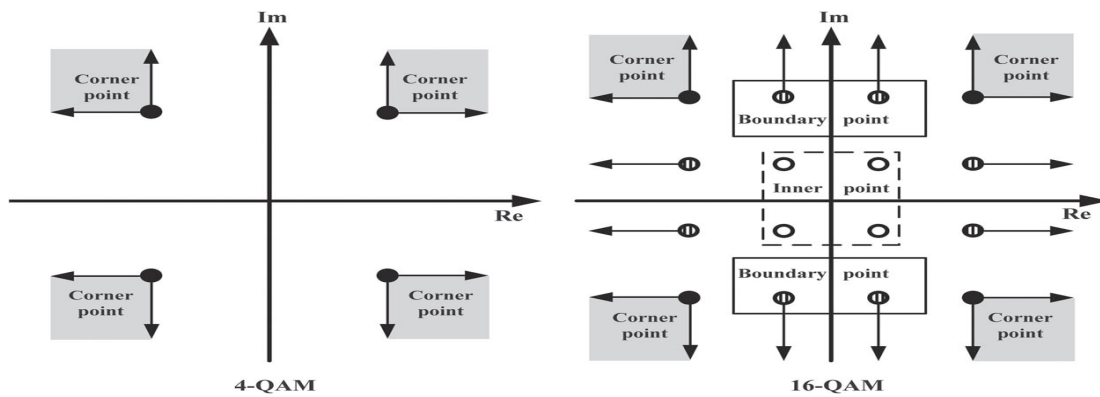 Im
Corner
point
Corner
point
Re
Corner
point
Corner
point
4-QAM
Im
Corner
point
Corner
point
Boundary point
Inner point
Re
Boundary point
Corner
point
Corner
point
16-QAM